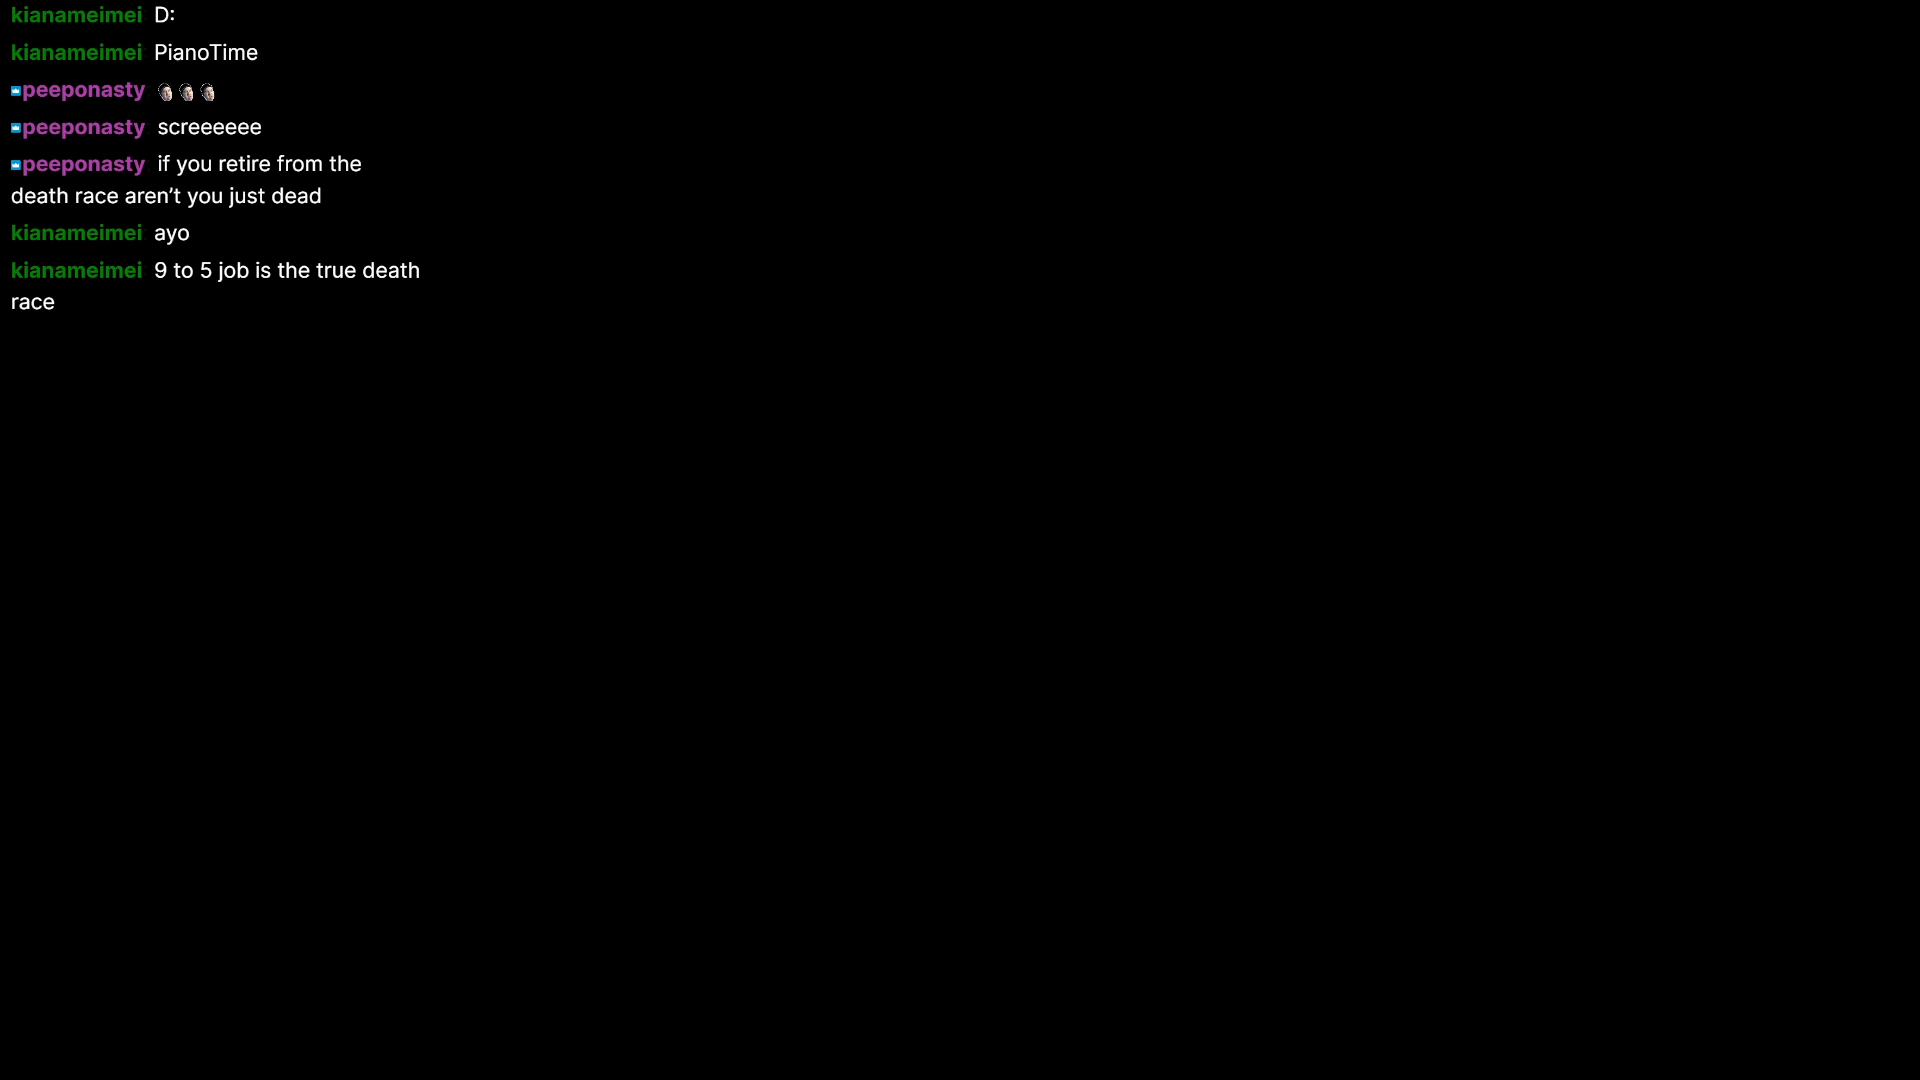 kianameimei D:
kianameimei PianoTime
peeponasty
peeponasty screeeeee
peeponasty if you retire from the
death race aren’t you just dead
kianameimei ayo
kianameimei 9 to 5 job is the true death
race